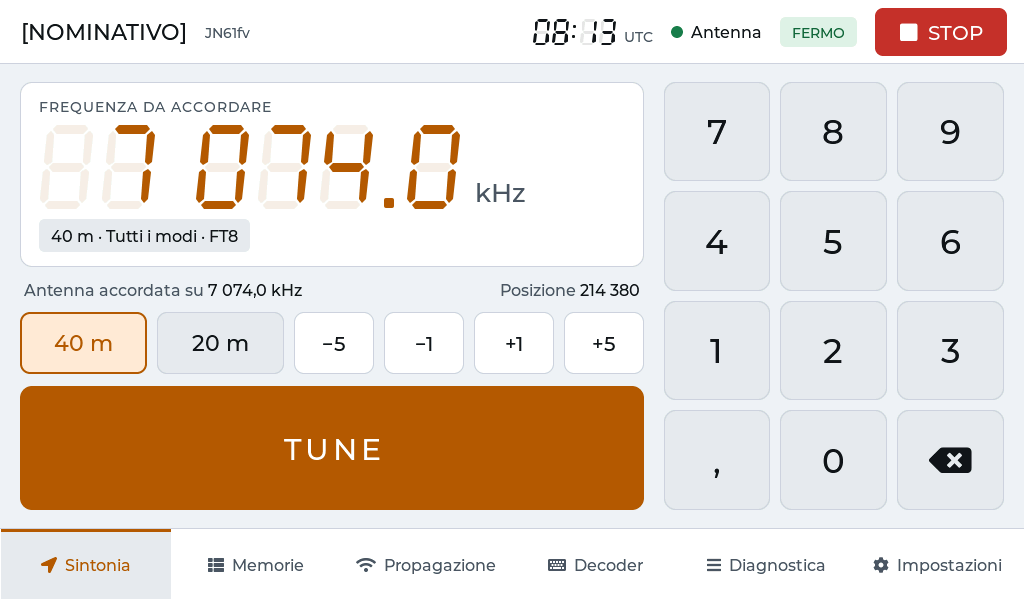 [NOMINATIVO] JN61fv 08:13 UTC Antenna FERMO STOP
FREQUENZA DA ACCORDARE
7 074.0 kHz
40 m · Tutti i modi · FT8
Antenna accordata su 7 074,0 kHz Posizione 214 380
40 m 20 m −5 −1 +1 +5
TUNE
7 8 9
4 5 6
1 2 3
, 0
Sintonia Memorie Propagazione Decoder Diagnostica Impostazioni